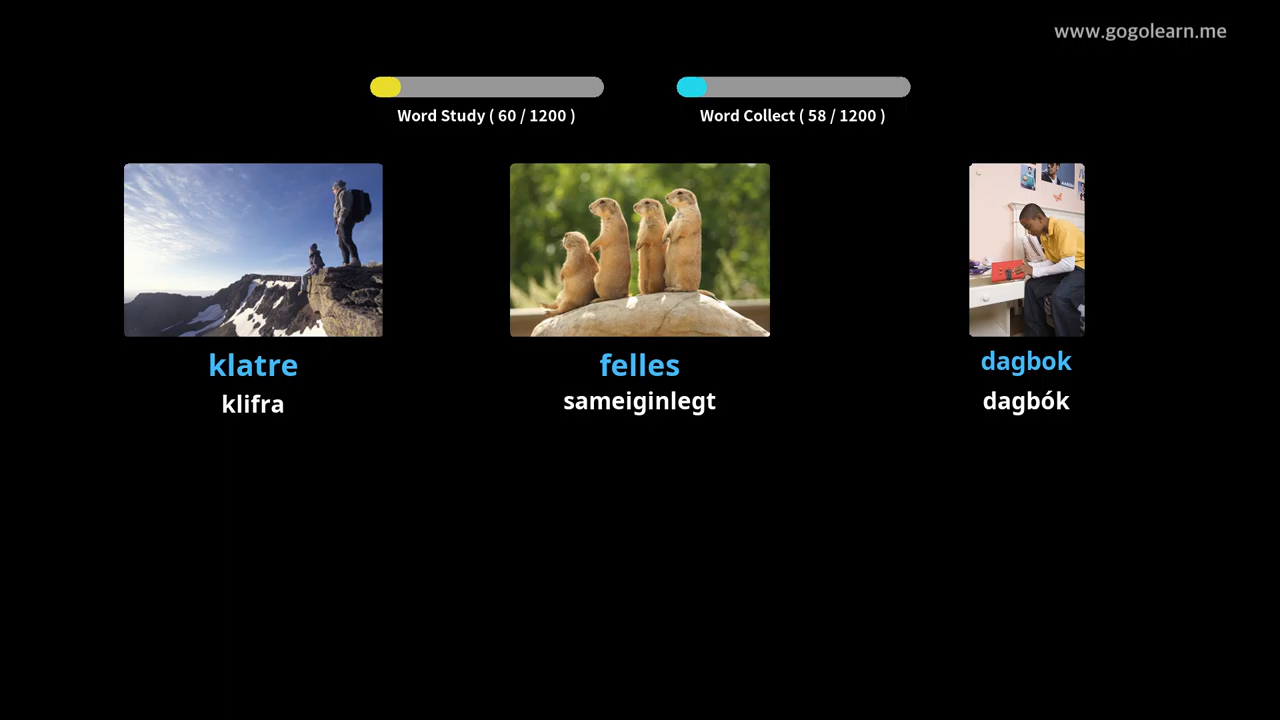 www.gogolearn.me
Word Study ( 60 / 1200 )
Word Collect ( 58 / 1200 )
klatre
felles
dagbok
klifra
sameiginlegt
dagbók